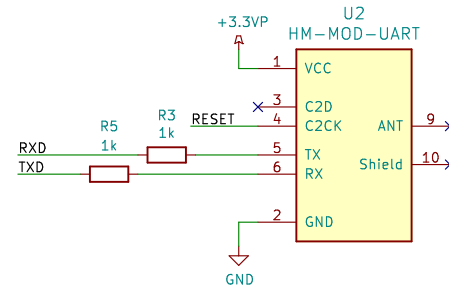 U2
+3.3VP
HM-MOD-UART
1
VCC
3
C2D
R3
RESET
4
C2CK
ANT
9
R5
1k
RXD
1k
5
TX
Shield
10
TXD
6
RX
2
GND
GND